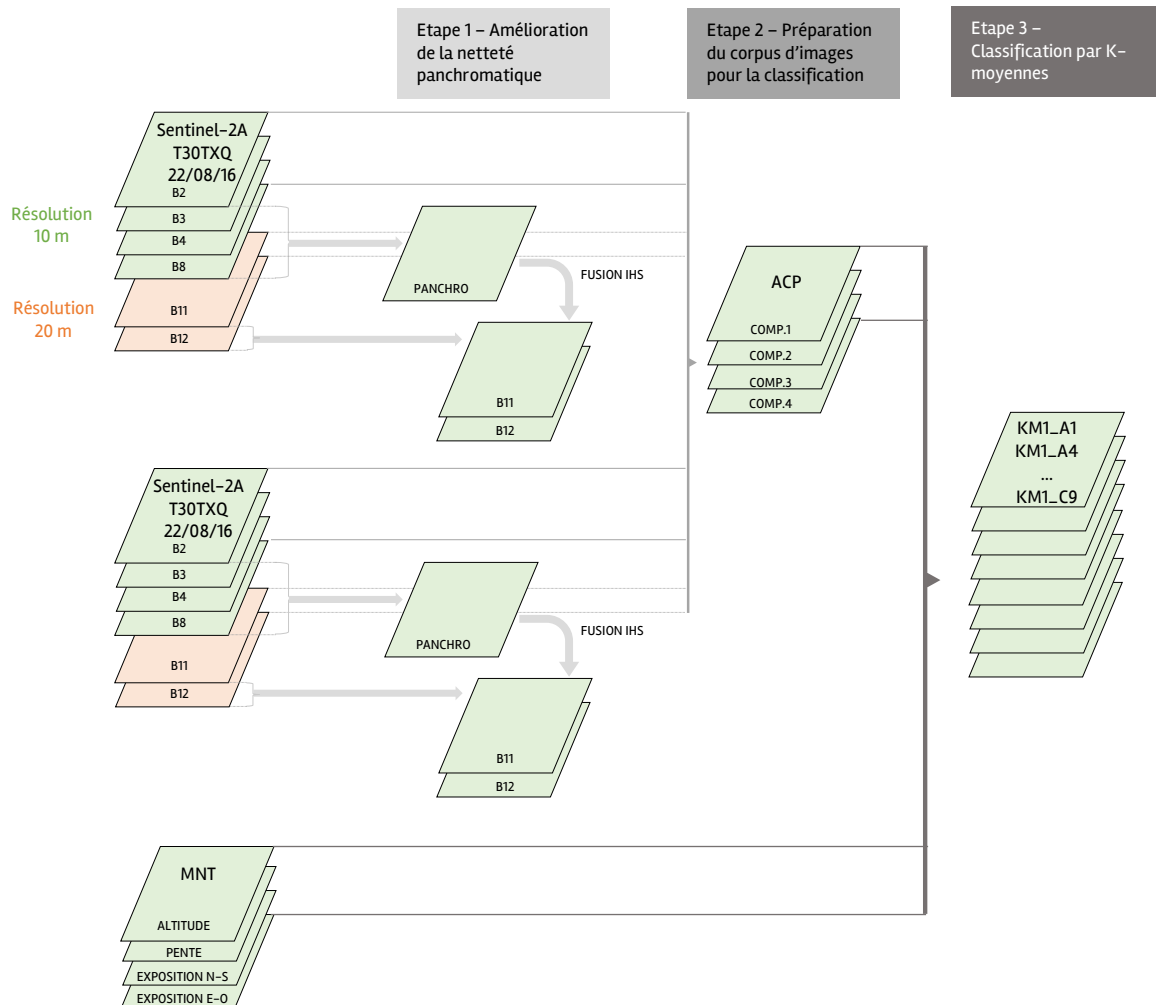 Etape 1 – Amélioration
de la netteté
panchromatique
Etape 2 – Préparation
du corpus d'images
pour la classification
Etape 3 –
Classification par K-
moyennes
Sentinel-2A
T30TXQ
22/08/16
B2
B3
B4
B8
B11
B12
Résolution
10 m
Résolution
20 m
PANCHRO
FUSION IHS
B11
B12
ACP
COMP.1
COMP.2
COMP.3
COMP.4
KM1_A1
KM1_A4
...
KM1_C9
Sentinel-2A
T30TXQ
22/08/16
B2
B3
B4
B8
B11
B12
PANCHRO
FUSION IHS
B11
B12
MNT
ALTITUDE
PENTE
EXPOSITION N-S
EXPOSITION E-O